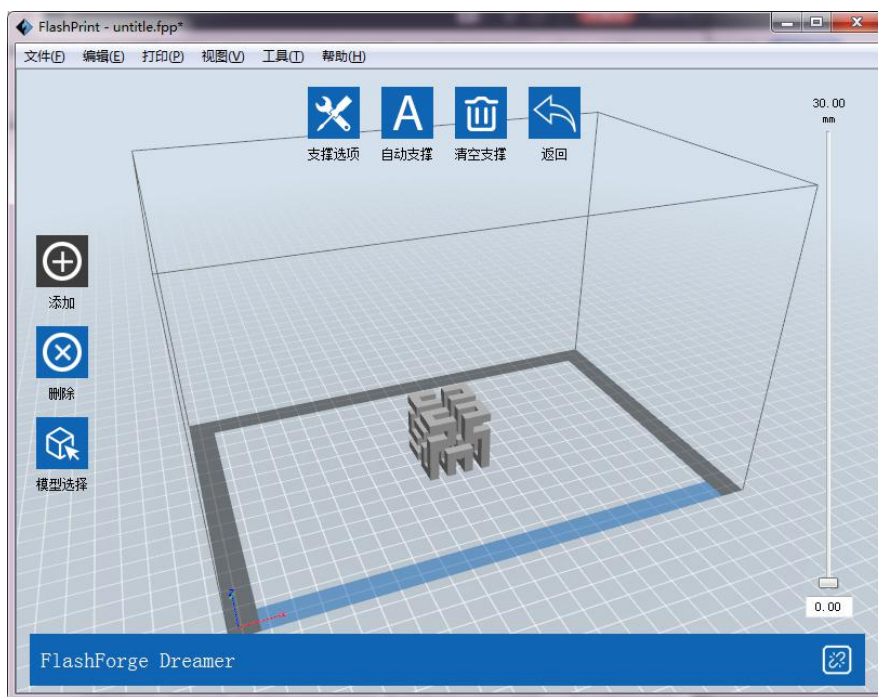 FlashPrint - untitle.fpp*
文件(F) 编辑(E) 打印(P) 视图(V) 工具(T) 帮助(H)
支撑选项 自动支撑 清空支撑 返回
30.00
mm
添加
删除
模型选择
0.00
FlashForge Dreamer